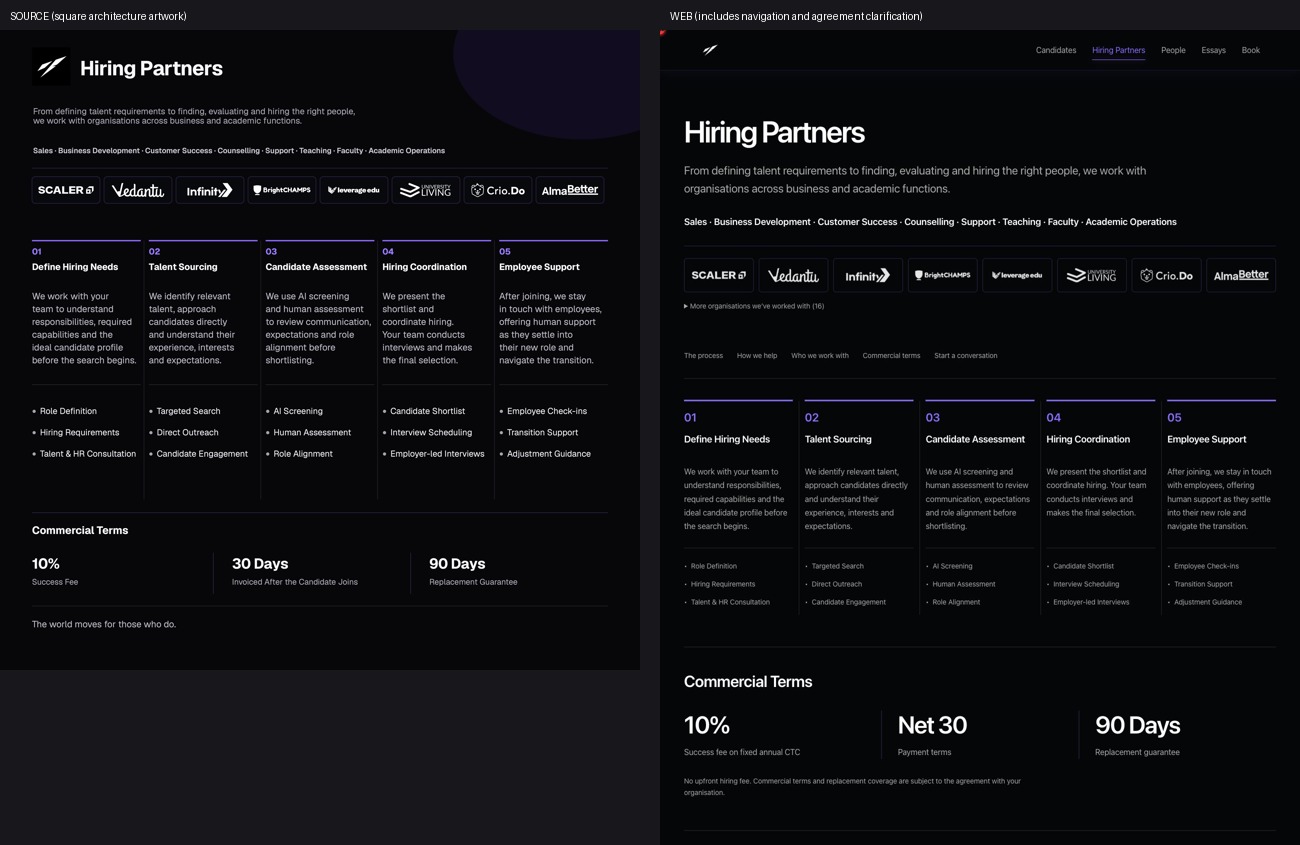 SOURCE (square architecture artwork)
Hiring Partners
From defining talent requirements to finding, evaluating and hiring the right people,
we work with organisations across business and academic functions.
Sales · Business Development · Customer Success · Counselling · Support · Teaching · Faculty · Academic Operations
SCALER
Vedantu
Infinity
BrightCHAMPS
leverage edu
UNIVERSITY
LIVING
Crio.Do
AlmaBetter
01
Define Hiring Needs
We work with your
team to understand
responsibilities, required
capabilities and the
ideal candidate profile
before the search begins.
• Role Definition
• Hiring Requirements
• Talent & HR Consultation
02
Talent Sourcing
We identify relevant
talent, approach
candidates directly
and understand their
experience, interests
and expectations.
• Targeted Search
• Direct Outreach
• Candidate Engagement
03
Candidate Assessment
We use AI screening
and human assessment
to review communication,
expectations and role
alignment before
shortlisting.
• AI Screening
• Human Assessment
• Role Alignment
04
Hiring Coordination
We present the
shortlist and
coordinate hiring.
Your team conducts
interviews and makes
the final selection.
• Candidate Shortlist
• Interview Scheduling
• Employer-led Interviews
05
Employee Support
After joining, we stay
in touch with employees,
offering human support
as they settle into
their new role and
navigate the transition.
• Employee Check-ins
• Transition Support
• Adjustment Guidance
Commercial Terms
10%
Success Fee
30 Days
Invoiced After the Candidate Joins
90 Days
Replacement Guarantee
The world moves for those who do.
WEB (includes navigation and agreement clarification)
Candidates
Hiring Partners
People
Essays
Book
Hiring Partners
From defining talent requirements to finding, evaluating and hiring the right people, we work with
organisations across business and academic functions.
Sales · Business Development · Customer Success · Counselling · Support · Teaching · Faculty · Academic Operations
SCALER
Vedantu
Infinity
BrightCHAMPS
leverage edu
UNIVERSITY
LIVING
Crio.Do
AlmaBetter
▶ More organisations we've worked with (16)
The process
How we help
Who we work with
Commercial terms
Start a conversation
01
Define Hiring Needs
We work with your team to
understand responsibilities,
required capabilities and the
ideal candidate profile before
the search begins.
• Role Definition
• Hiring Requirements
• Talent & HR Consultation
02
Talent Sourcing
We identify relevant talent,
approach candidates directly
and understand their
experience, interests and
expectations.
• Targeted Search
• Direct Outreach
• Candidate Engagement
03
Candidate Assessment
We use AI screening and
human assessment to review
communication, expectations
and role alignment before
shortlisting.
• AI Screening
• Human Assessment
• Role Alignment
04
Hiring Coordination
We present the shortlist and
coordinate hiring. Your team
conducts interviews and
makes the final selection.
• Candidate Shortlist
• Interview Scheduling
• Employer-led Interviews
05
Employee Support
After joining, we stay in touch
with employees, offering
human support as they settle
into their new role and
navigate the transition.
• Employee Check-ins
• Transition Support
• Adjustment Guidance
Commercial Terms
10%
Success fee on fixed annual CTC
Net 30
Payment terms
90 Days
Replacement guarantee
No upfront hiring fee. Commercial terms and replacement coverage are subject to the agreement with your
organisation.